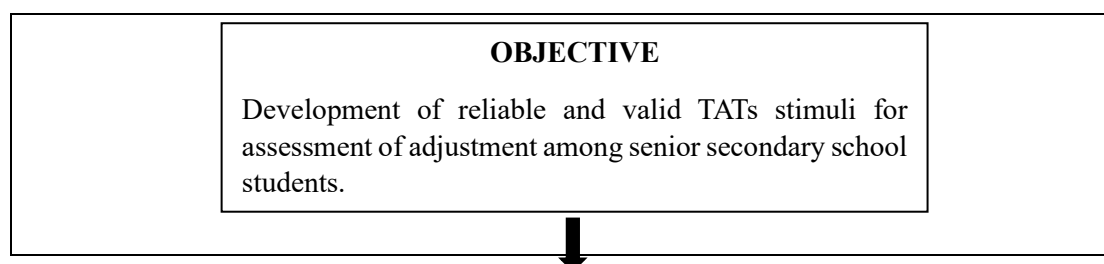 OBJECTIVE
Development of reliable and valid TATs stimuli for
assessment of adjustment among senior secondary school
students.